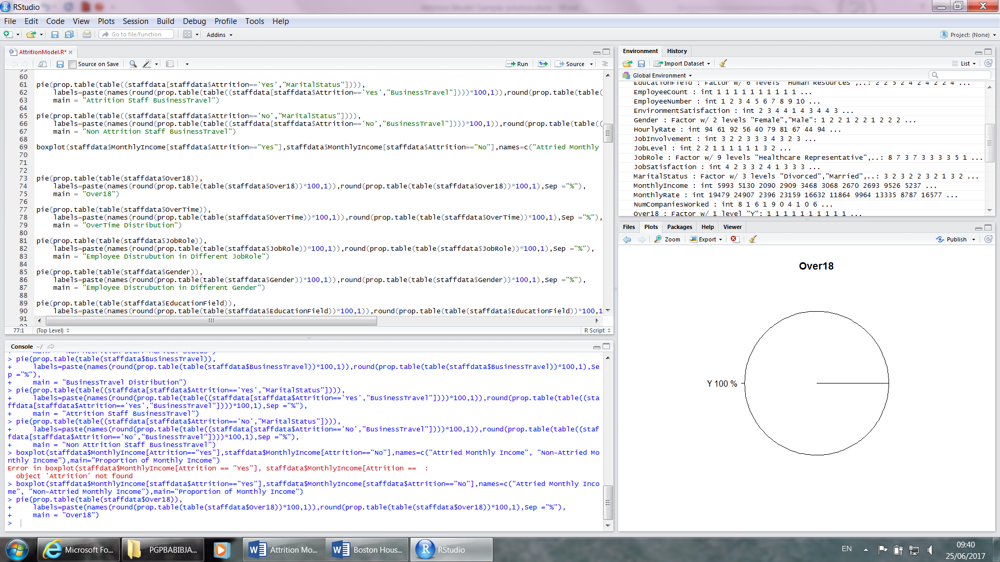 RStudio
File Edit Code View Plots Session Build Debug Profile Tools Help
Go to file/function
Addins
Project: (None)
AttritionModel.R*
Source on Save
Run
Source
60
61 pie(prop.table(table((staffdata[staffdata$Attrition=='Yes',"MaritalStatus"]))),
62 labels=paste(names(round(prop.table(table((staffdata[staffdata$Attrition=='Yes',"BusinessTravel"])))*100,1)),round(prop.table(table(
63 main = "Attrition Staff BusinessTravel")
64
65 pie(prop.table(table((staffdata[staffdata$Attrition=='No',"MaritalStatus"]))),
66 labels=paste(names(round(prop.table(table((staffdata[staffdata$Attrition=='No',"BusinessTravel"])))*100,1)),round(prop.table(table((
67 main = "Non Attrition Staff BusinessTravel")
68
69 boxplot(staffdata$MonthlyIncome[staffdata$Attrition=="Yes"],staffdata$MonthlyIncome[staffdata$Attrition=="No"],names=c("Attried Monthly
70
71
72
73 pie(prop.table(table(staffdata$Over18)),
74 labels=paste(names(round(prop.table(table(staffdata$Over18))*100,1)),round(prop.table(table(staffdata$Over18))*100,1),Sep ="%"),
75 main = "Over18")
76
77 pie(prop.table(table(staffdata$OverTime)),
78 labels=paste(names(round(prop.table(table(staffdata$OverTime))*100,1)),round(prop.table(table(staffdata$OverTime))*100,1),Sep ="%"),
79 main = "OverTime Distribution")
80
81 pie(prop.table(table(staffdata$JobRole)),
82 labels=paste(names(round(prop.table(table(staffdata$JobRole))*100,1)),round(prop.table(table(staffdata$JobRole))*100,1),Sep ="%"),
83 main = "Employee Distrubution in Different JobRole")
84
85 pie(prop.table(table(staffdata$Gender)),
86 labels=paste(names(round(prop.table(table(staffdata$Gender))*100,1)),round(prop.table(table(staffdata$Gender))*100,1),Sep ="%"),
87 main = "Employee Distrubution in Different Gender")
88
89 pie(prop.table(table(staffdata$EducationField)),
90 labels=paste(names(round(prop.table(table(staffdata$EducationField))*100,1)),round(prop.table(table(staffdata$EducationField))*100,1
91
77:1 (Top Level) R Script
Console ~/
+ main = "Non Attrition Staff Marital Status")
> pie(prop.table(table(staffdata$BusinessTravel)),
+ labels=paste(names(round(prop.table(table(staffdata$BusinessTravel))*100,1)),round(prop.table(table(staffdata$BusinessTravel))*100,1),Se
p ="%"),
+ main = "BusinessTravel Distribution")
> pie(prop.table(table((staffdata[staffdata$Attrition=='Yes',"MaritalStatus"]))),
+ labels=paste(names(round(prop.table(table((staffdata[staffdata$Attrition=='Yes',"BusinessTravel"])))*100,1)),round(prop.table(table((sta
ffdata[staffdata$Attrition=='Yes',"BusinessTravel"])))*100,1),Sep ="%"),
+ main = "Attrition Staff BusinessTravel")
> pie(prop.table(table((staffdata[staffdata$Attrition=='No',"MaritalStatus"]))),
+ labels=paste(names(round(prop.table(table((staffdata[staffdata$Attrition=='No',"BusinessTravel"])))*100,1)),round(prop.table(table((staf
fdata[staffdata$Attrition=='No',"BusinessTravel"])))*100,1),Sep ="%"),
+ main = "Non Attrition Staff BusinessTravel")
> boxplot(staffdata$MonthlyIncome[Attrition=="Yes"],staffdata$MonthlyIncome[Attrition=="No"],names=c("Attried Monthly Income", "Non-Attried Mo
nthly Income"),main="Proportion of Monthly Income")
Error in boxplot(staffdata$MonthlyIncome[Attrition == "Yes"], staffdata$MonthlyIncome[Attrition == :
object 'Attrition' not found
> boxplot(staffdata$MonthlyIncome[staffdata$Attrition=="Yes"],staffdata$MonthlyIncome[staffdata$Attrition=="No"],names=c("Attried Monthly Inco
me", "Non-Attried Monthly Income"),main="Proportion of Monthly Income")
> pie(prop.table(table(staffdata$Over18)),
+ labels=paste(names(round(prop.table(table(staffdata$Over18))*100,1)),round(prop.table(table(staffdata$Over18))*100,1),Sep ="%"),
+ main = "Over18")
>
Environment History
Import Dataset
List
Global Environment
EducationField : Factor w/ 6 levels "Human Resources",..: 2 2 5 2 4 2 4 2 2 4 ...
EmployeeCount : int 1 1 1 1 1 1 1 1 1 1 ...
EmployeeNumber : int 1 2 3 4 5 6 7 8 9 10 ...
EnvironmentSatisfaction : int 2 3 4 4 1 4 3 4 4 3 ...
Gender : Factor w/ 2 levels "Female","Male": 1 2 2 1 2 2 1 2 2 2 ...
HourlyRate : int 94 61 92 56 40 79 81 67 44 94 ...
JobInvolvement : int 3 2 2 3 3 3 4 3 2 3 ...
JobLevel : int 2 2 1 1 1 1 1 1 3 2 ...
JobRole : Factor w/ 9 levels "Healthcare Representative",..: 8 7 3 7 3 3 3 3 5 1 ...
JobSatisfaction : int 4 2 3 3 2 4 1 3 3 3 ...
MaritalStatus : Factor w/ 3 levels "Divorced","Married",..: 3 2 3 2 2 3 2 1 3 2 ...
MonthlyIncome : int 5993 5130 2090 2909 3468 3068 2670 2693 9526 5237 ...
MonthlyRate : int 19479 24907 2396 23159 16632 11864 9964 13335 8787 16577 ...
NumCompaniesWorked : int 8 1 6 1 9 0 4 1 0 6 ...
Over18 : Factor w/ 1 level "Y": 1 1 1 1 1 1 1 1 1 1 ...
Files Plots Packages Help Viewer
Zoom Export Publish
Over18
Y 100 %
Microsoft Fo...
PGPBABIBJA...
Attrition Mo...
Boston Hous...
RStudio
EN
09:40
25/06/2017